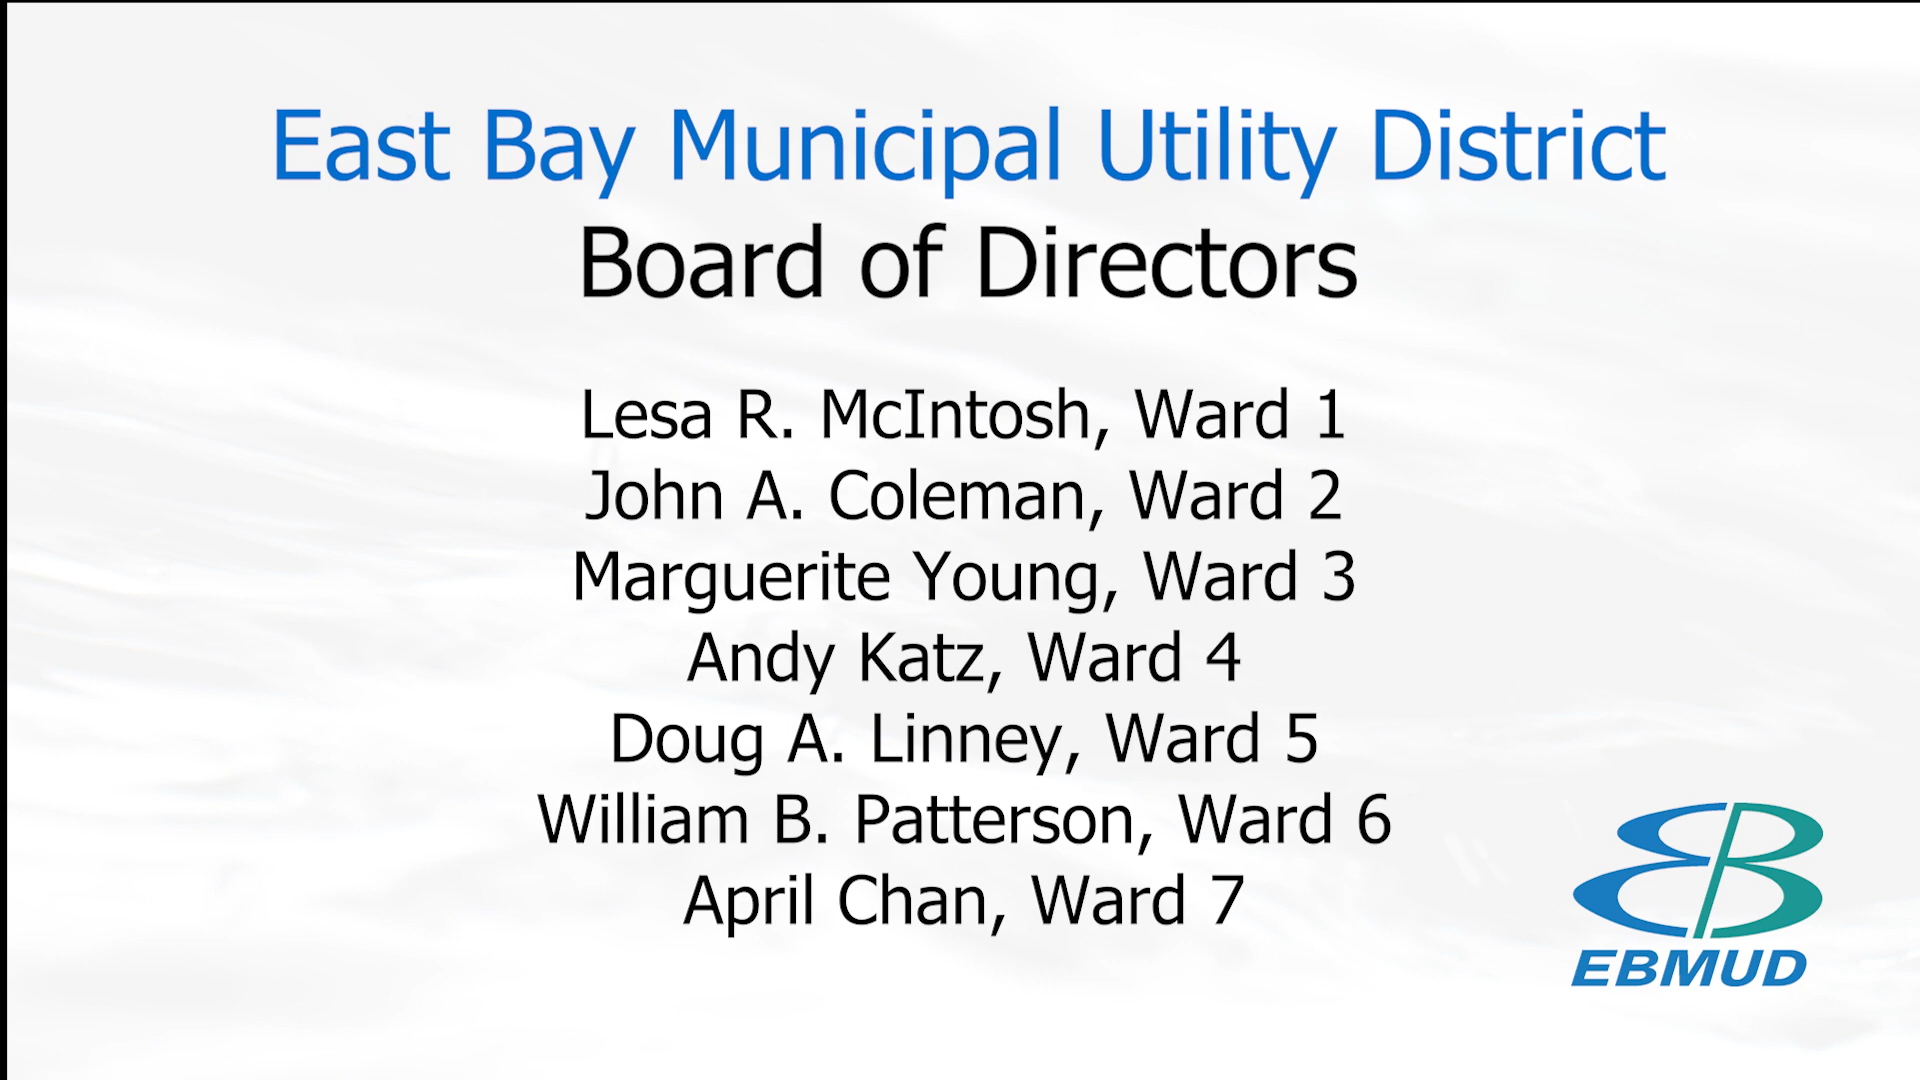 East Bay Municipal Utility District
Board of Directors
Lesa R. McIntosh, Ward 1
John A. Coleman, Ward 2
Marguerite Young, Ward 3
Andy Katz, Ward 4
Doug A. Linney, Ward 5
William B. Patterson, Ward 6
April Chan, Ward 7
EB
EBMUD